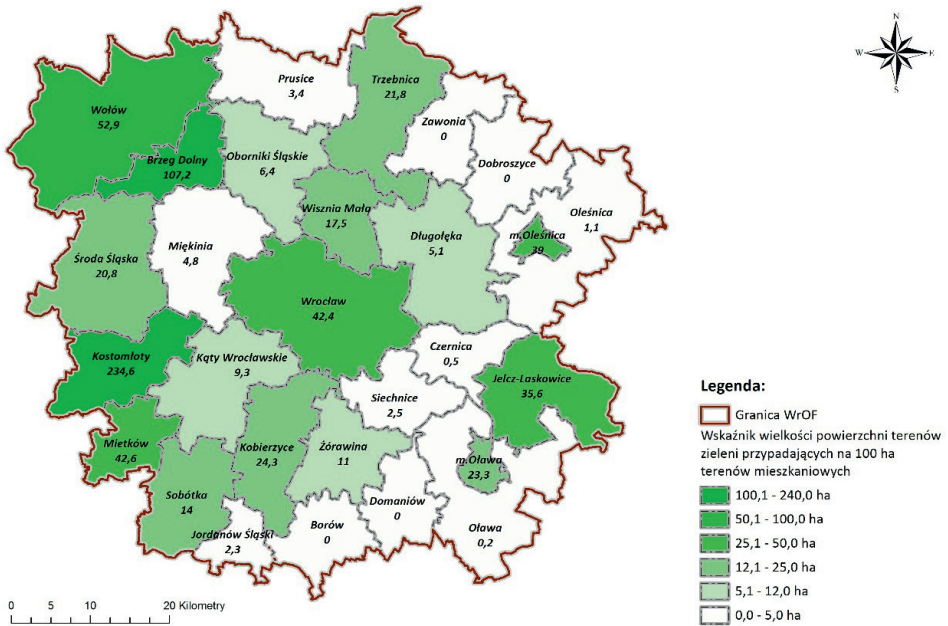 N
W
E
S
Prusice
3,4
Trzebnica
21,8
Wołów
52,9
Zawonia
0
Brzeg Dolny
107,2
Oborniki Śląskie
6,4
Dobroszyce
0
Wisznia Mała
17,5
Oleśnica
1,1
Długołęka
5,1
m.Oleśnica
39
Miękinia
4,8
Środa Śląska
20,8
Wrocław
42,4
Czernica
0,5
Kostomłoty
234,6
Kąty Wrocławskie
9,3
Jelcz-Laskowice
35,6
Siechnice
2,5
Mietków
42,6
Kobierzyce
24,3
Żórawina
11
m.Oława
23,3
Sobótka
14
Domaniów
0
Jordanów Śląski
2,3
Borów
0
Oława
0,2
Legenda:
Granica WrOF
Wskaźnik wielkości powierzchni terenów
zieleni przypadających na 100 ha
terenów mieszkaniowych
100,1 - 240,0 ha
50,1 - 100,0 ha
25,1 - 50,0 ha
12,1 - 25,0 ha
5,1 - 12,0 ha
0,0 - 5,0 ha
0 5 10 20 Kilometry